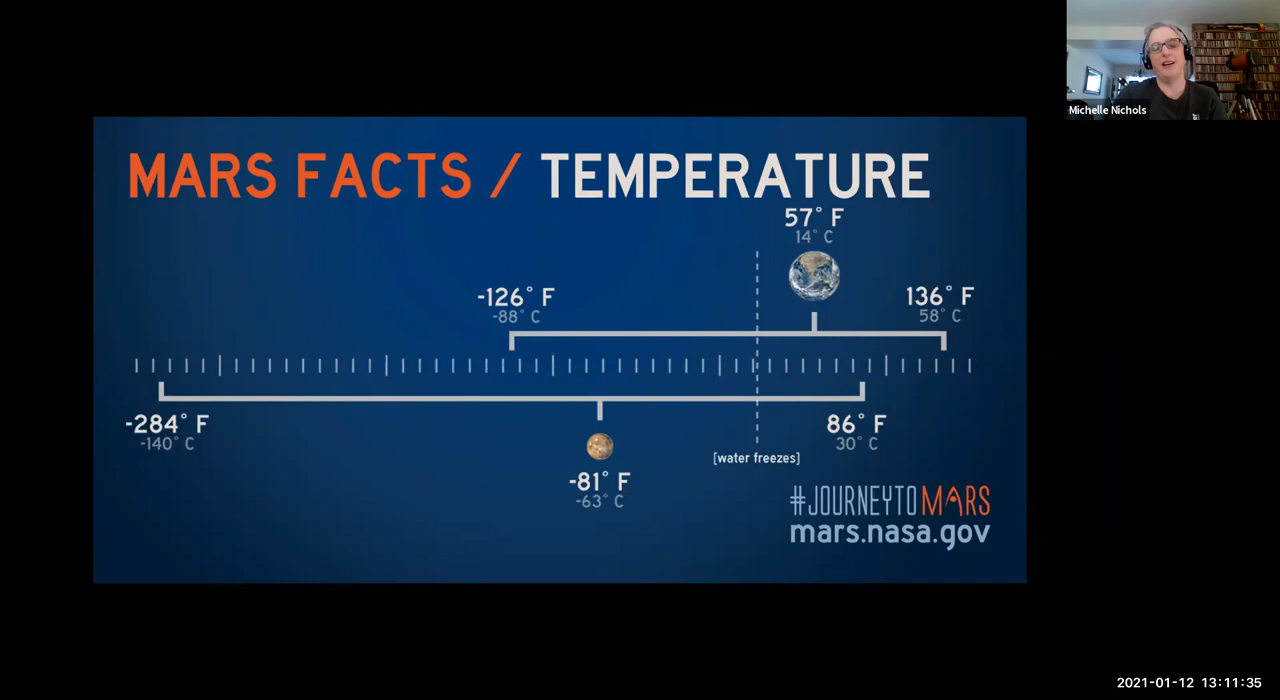 Michelle Nichols
MARS FACTS / TEMPERATURE
57° F
14° C
-126° F
-88° C
136° F
58° C
-284° F
-140° C
86° F
30° C
[water freezes]
-81° F
-63° C
#JOURNEYTOMARS
mars.nasa.gov
2021-01-12 13:11:35